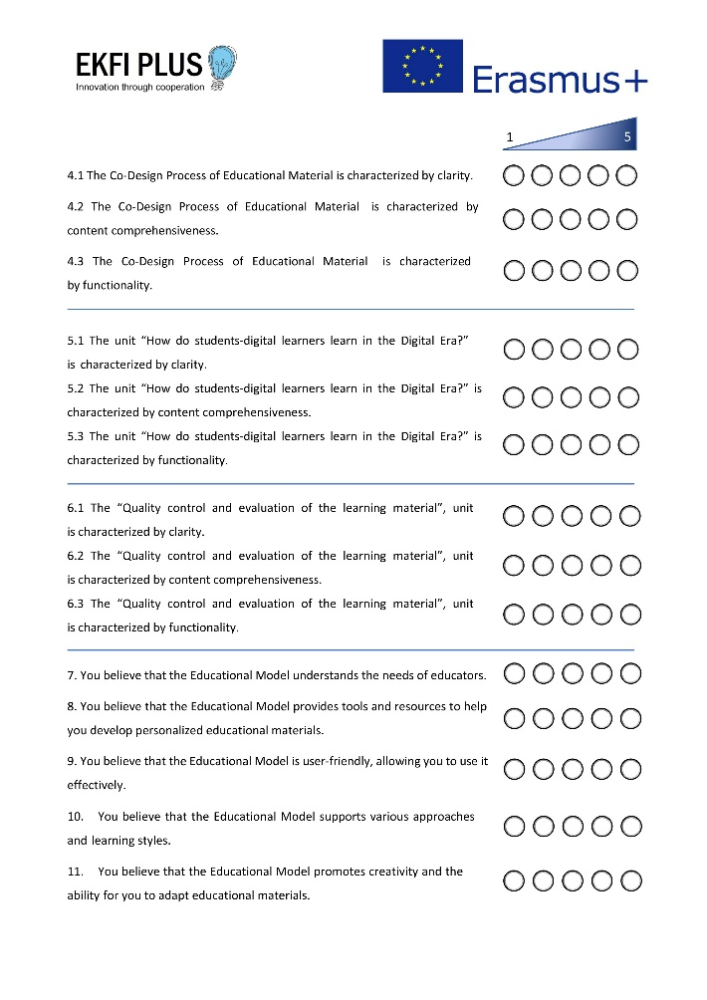 EKFI PLUS
Innovation through cooperation
Erasmus+
1 5
4.1 The Co-Design Process of Educational Material is characterized by clarity.
4.2 The Co-Design Process of Educational Material is characterized by
content comprehensiveness.
4.3 The Co-Design Process of Educational Material is characterized
by functionality.
5.1 The unit “How do students-digital learners learn in the Digital Era?”
is characterized by clarity.
5.2 The unit “How do students-digital learners learn in the Digital Era?” is
characterized by content comprehensiveness.
5.3 The unit “How do students-digital learners learn in the Digital Era?” is
characterized by functionality.
6.1 The “Quality control and evaluation of the learning material”, unit
is characterized by clarity.
6.2 The “Quality control and evaluation of the learning material”, unit
is characterized by content comprehensiveness.
6.3 The “Quality control and evaluation of the learning material”, unit
is characterized by functionality.
7. You believe that the Educational Model understands the needs of educators.
8. You believe that the Educational Model provides tools and resources to help
you develop personalized educational materials.
9. You believe that the Educational Model is user-friendly, allowing you to use it
effectively.
10. You believe that the Educational Model supports various approaches
and learning styles.
11. You believe that the Educational Model promotes creativity and the
ability for you to adapt educational materials.